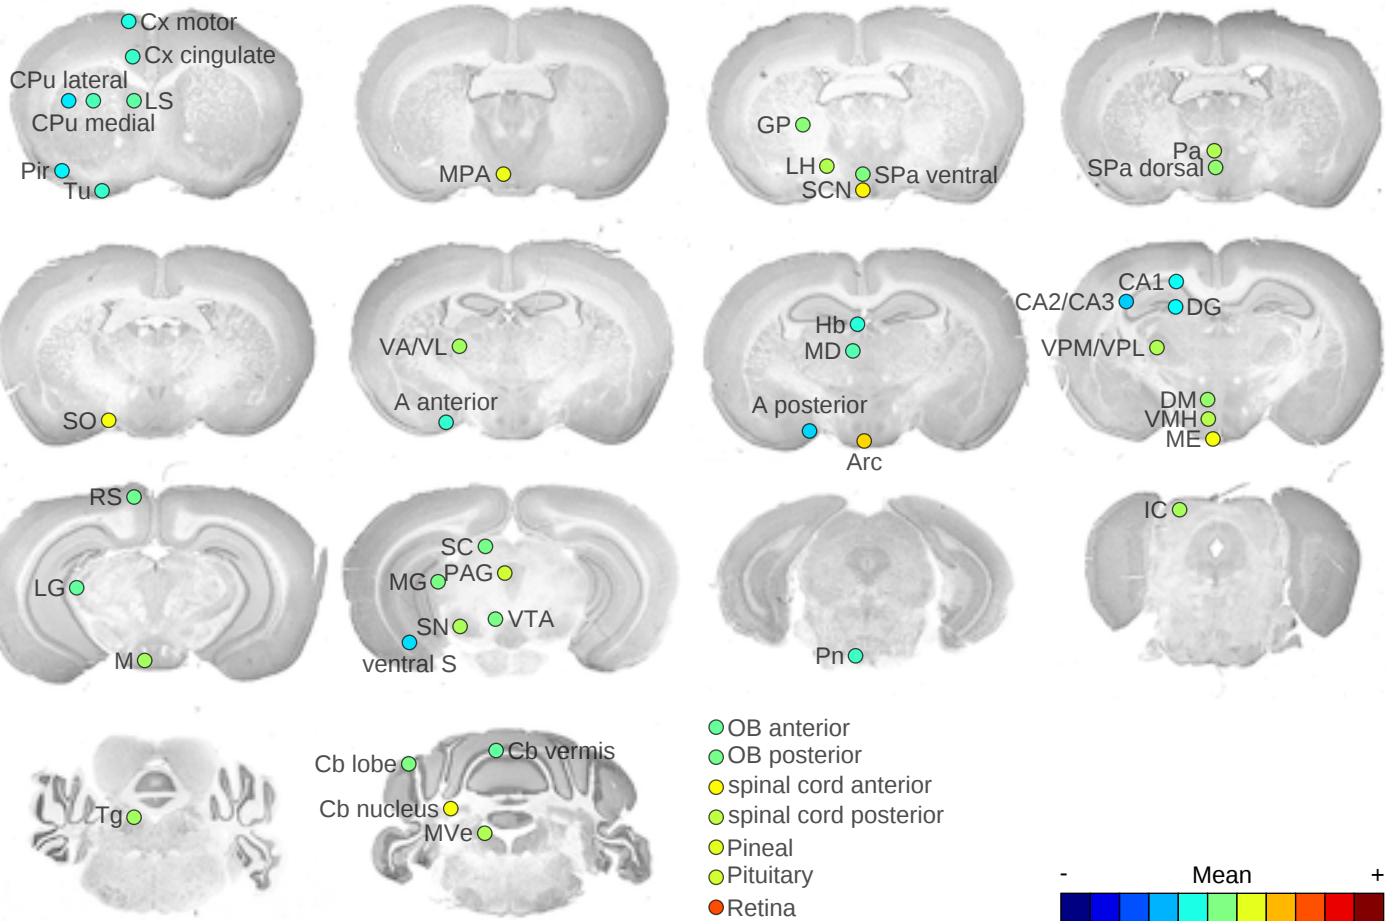 Cx motor
Cx cingulate
CPu lateral
LS
CPu medial
Pir
Tu
MPA
GP
LH
SPa ventral
SCN
Pa
SPa dorsal
SO
VA/VL
A anterior
Hb
MD
A posterior
Arc
CA1
CA2/CA3
DG
VPM/VPL
DM
VMH
ME
RS
LG
M
SC
MG
PAG
SN
VTA
ventral S
Pn
IC
Tg
Cb lobe
Cb vermis
Cb nucleus
MVe
OB anterior
OB posterior
spinal cord anterior
spinal cord posterior
Pineal
Pituitary
Retina
- Mean +